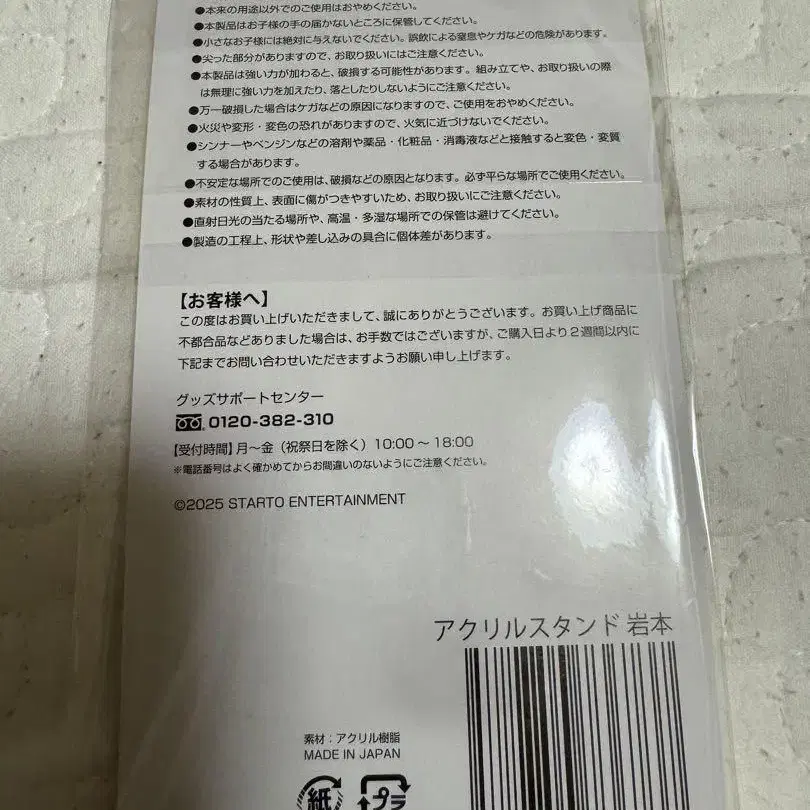 ●本来の用途以外でのご使用はおやめください。
●本製品はお子様の手の届かないところに保管してください。
●小さなお子様には絶対に与えないでください。誤飲による窒息やケガなどの危険があります。
●尖った部分がありますので、お取り扱いにはご注意ください。
●本製品は強い力が加わると、破損する可能性があります。組み立てや、お取り扱いの際
は無理に強い力を加えたり、落としたりしないようにご注意ください。
●万一破損した場合はケガなどの原因になりますので、ご使用をおやめください。
●火災や変形・変色の恐れがありますので、火気に近づけないでください。
●シンナーやベンジンなどの溶剤や薬品・化粧品・消毒液などと接触すると変色・変質
する場合があります。
●不安定な場所でのご使用は、破損などの原因となります。必ず平らな場所でご使用ください。
●素材の性質上、表面に傷がつきやすいため、お取り扱いにご注意ください。
●直射日光の当たる場所や、高温・多湿な場所での保管は避けてください。
●製造の工程上、形状や差し込みの具合に個体差があります。
【お客様へ】
この度はお買い上げいただきまして、誠にありがとうございます。お買い上げ商品に
不都合品などありました場合は、お手数ではございますが、ご購入日より2週間以内に
下記までお問い合わせいただきますようお願い申し上げます。
グッズサポートセンター
0120-382-310
【受付時間】月～金（祝祭日を除く）10:00～18:00
※電話番号はよく確かめてからお間違いのないようにご注意ください。
©2025 STARTO ENTERTAINMENT
アクリルスタンド 岩本
素材：アクリル樹脂
MADE IN JAPAN
紙 プラ